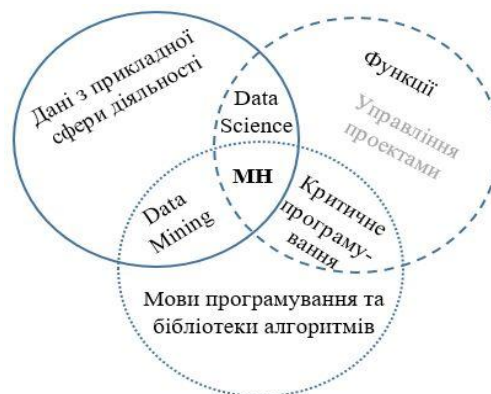 Дані з прикладної
сфери діяльності
Функції
Управління
проектами
Data
Science
МН
Data
Mining
Критичне
програму-
вання
Мови програмування та
бібліотеки алгоритмів